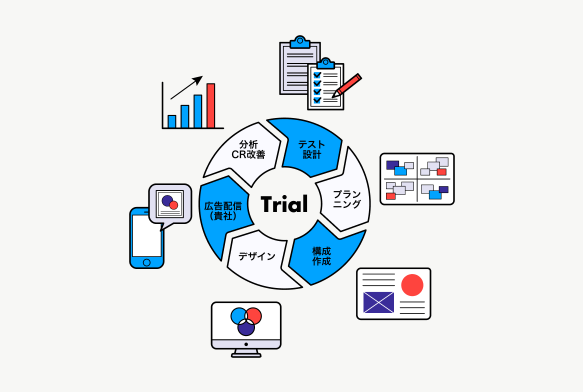 テスト
設計
プラン
ニング
構成
作成
デザイン
広告配信
(貴社)
分析
CR改善
Trial